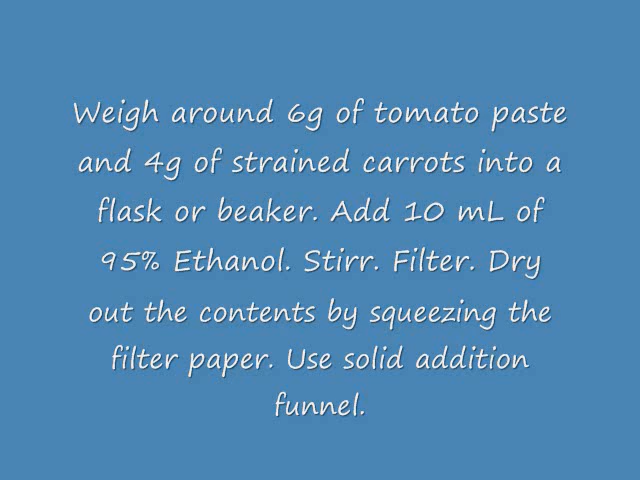 Weigh around 6g of tomato paste
and 4g of strained carrots into a
flask or beaker. Add 10 mL of
95% Ethanol. Stirr. Filter. Dry
out the contents by squeezing the
filter paper. Use solid addition
funnel.